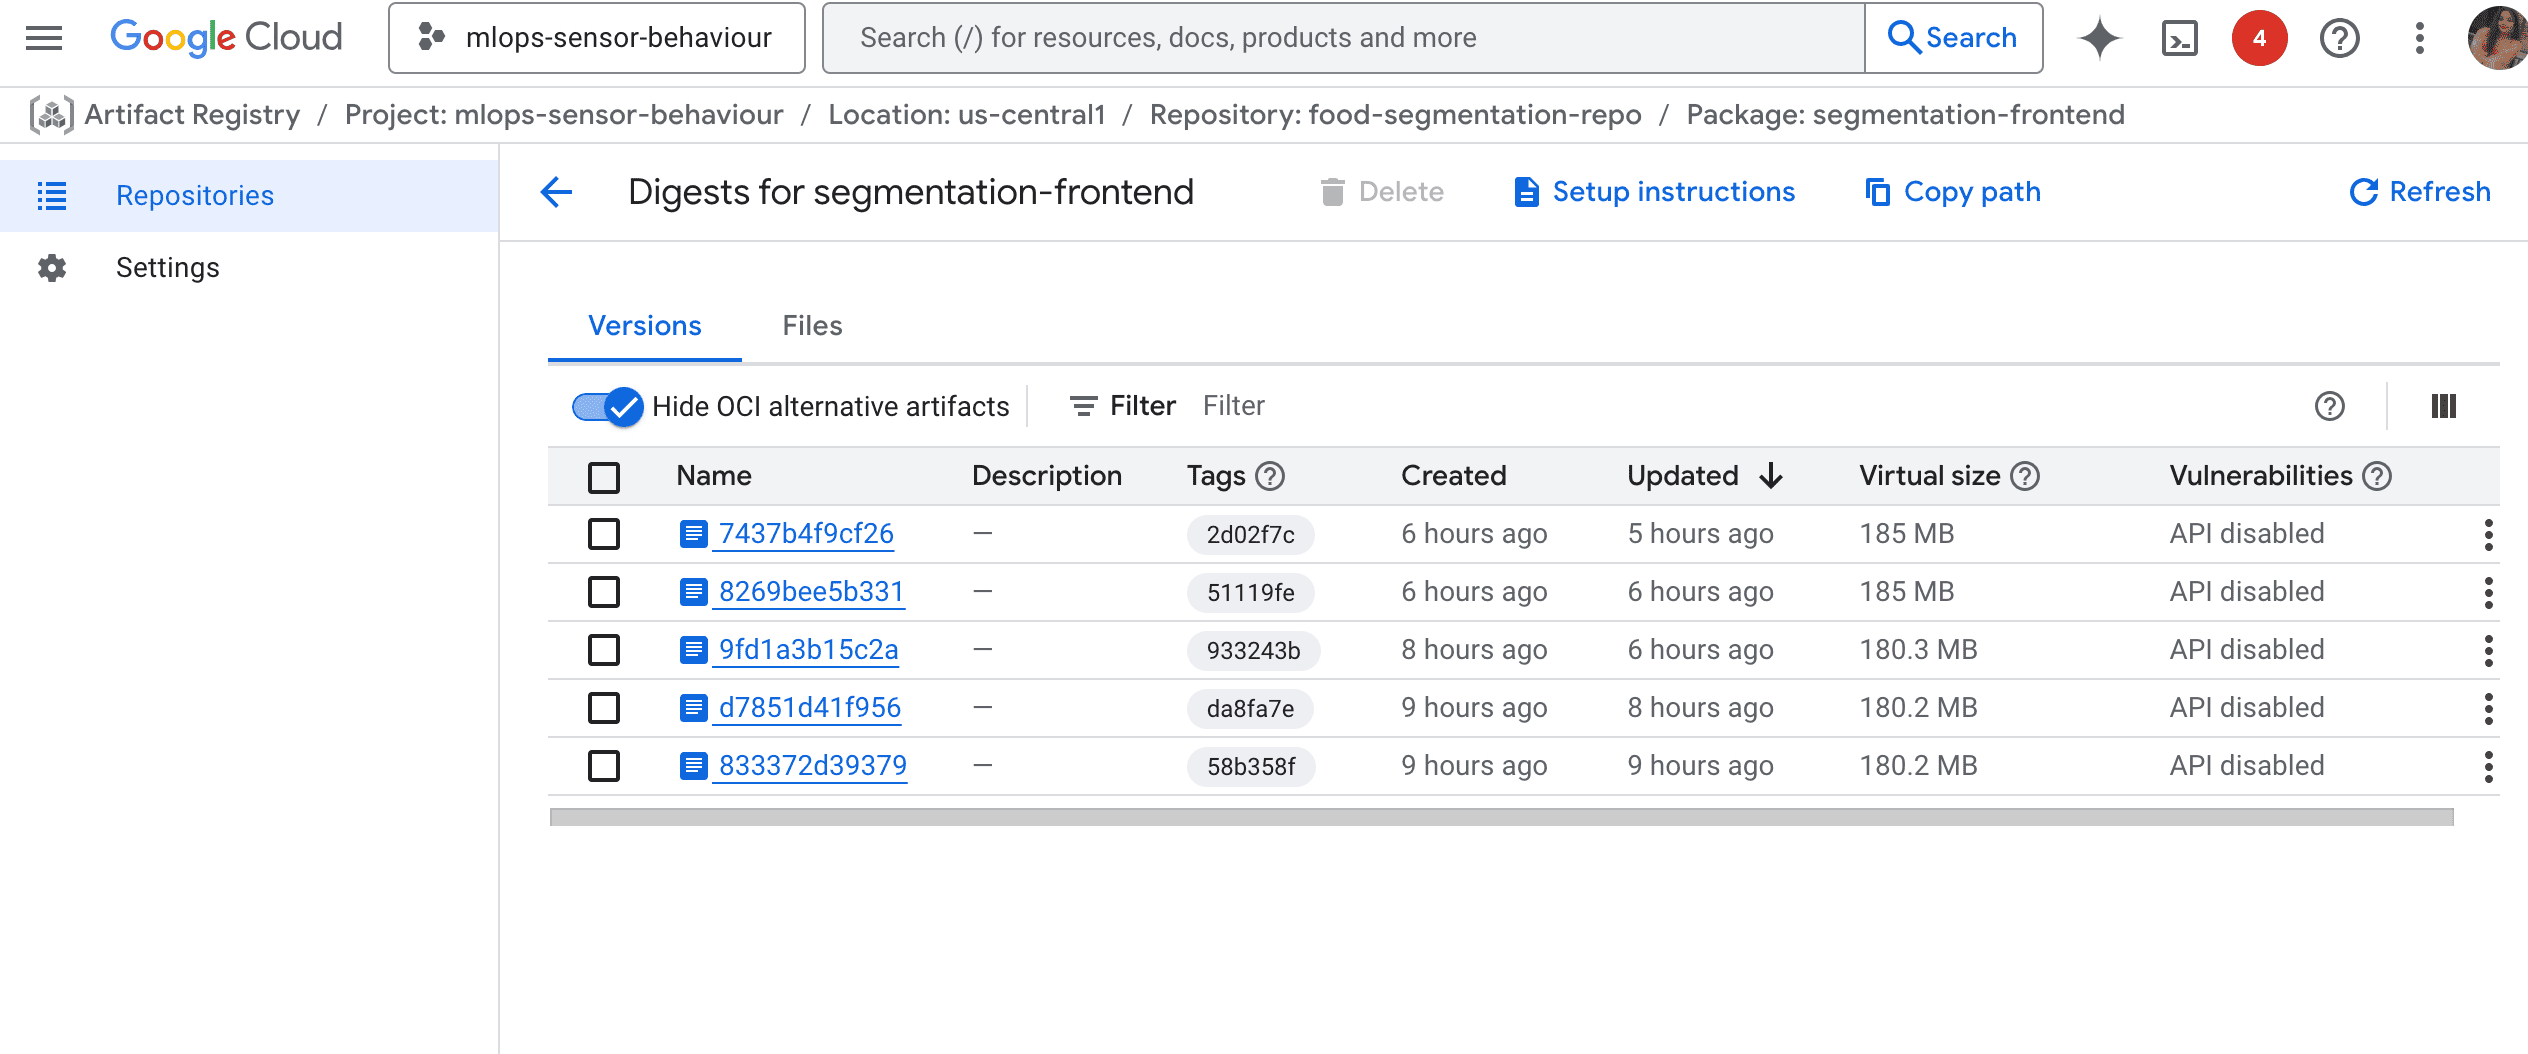 Google Cloud
mlops-sensor-behaviour
Search (/) for resources, docs, products and more
Search
4
Artifact Registry / Project: mlops-sensor-behaviour / Location: us-central1 / Repository: food-segmentation-repo / Package: segmentation-frontend
Repositories
Settings
Digests for segmentation-frontend
Delete
Setup instructions
Copy path
Refresh
Versions
Files
Hide OCI alternative artifacts
Filter Filter
Name Description Tags Created Updated Virtual size Vulnerabilities
7437b4f9cf26 — 2d02f7c 6 hours ago 5 hours ago 185 MB API disabled
8269bee5b331 — 51119fe 6 hours ago 6 hours ago 185 MB API disabled
9fd1a3b15c2a — 933243b 8 hours ago 6 hours ago 180.3 MB API disabled
d7851d41f956 — da8fa7e 9 hours ago 8 hours ago 180.2 MB API disabled
833372d39379 — 58b358f 9 hours ago 9 hours ago 180.2 MB API disabled